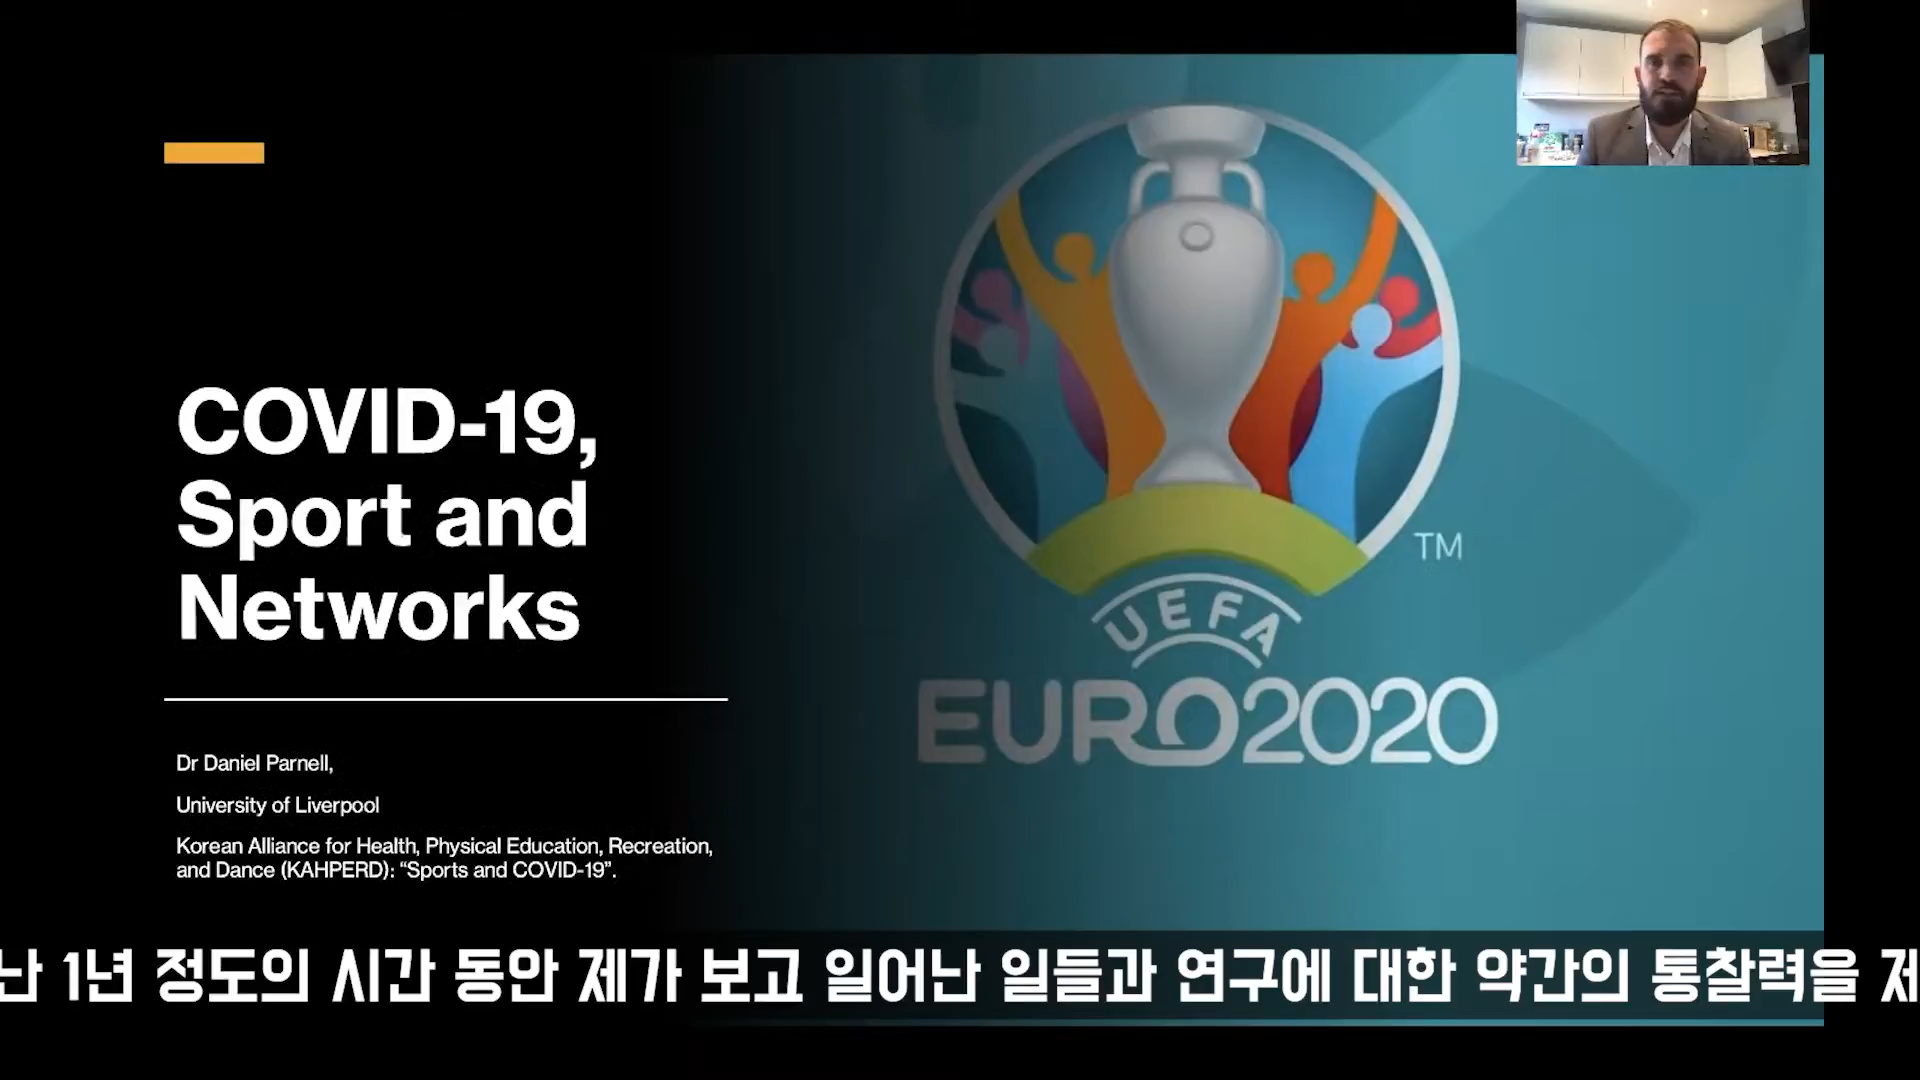 COVID-19,
Sport and
Networks
Dr Daniel Parnell,
University of Liverpool
Korean Alliance for Health, Physical Education, Recreation,
and Dance (KAHPERD): “Sports and COVID-19”.
TM
UEFA
EURO2020
난 1년 정도의 시간 동안 제가 보고 일어난 일들과 연구에 대한 약간의 통찰력을 제